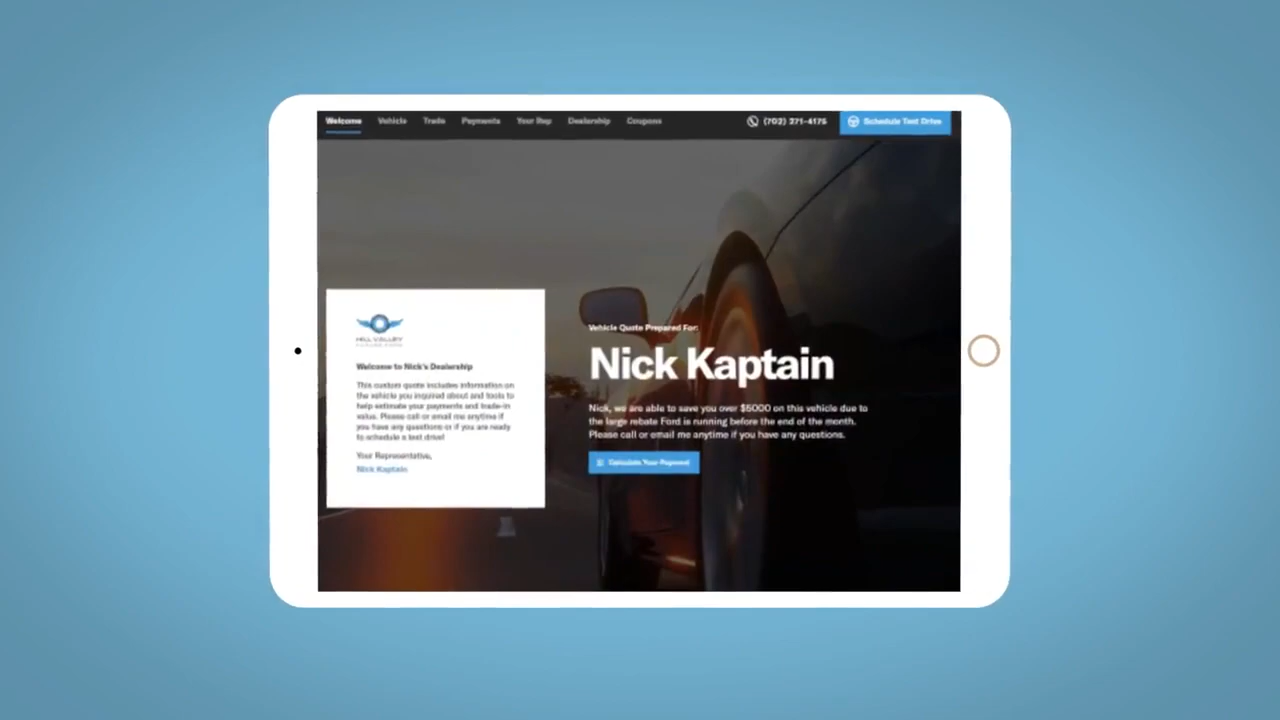 Welcome Vehicle Trade Payments Your Rep Dealership Coupons (702) 271-4175 Schedule Test Drive
HILL VALLEY
Welcome to Nick's Dealership
This custom quote includes information on
the vehicle you inquired about and tools to
help estimate your payments and trade-in
value. Please call or email me anytime if
you have any questions or if you are ready
to schedule a test drive!
Your Representative,
Nick Kaptain
Vehicle Quote Prepared For:
Nick Kaptain
Nick, we are able to save you over $5000 on this vehicle due to
the large rebate Ford is running before the end of the month.
Please call or email me anytime if you have any questions.
Calculate Your Payment